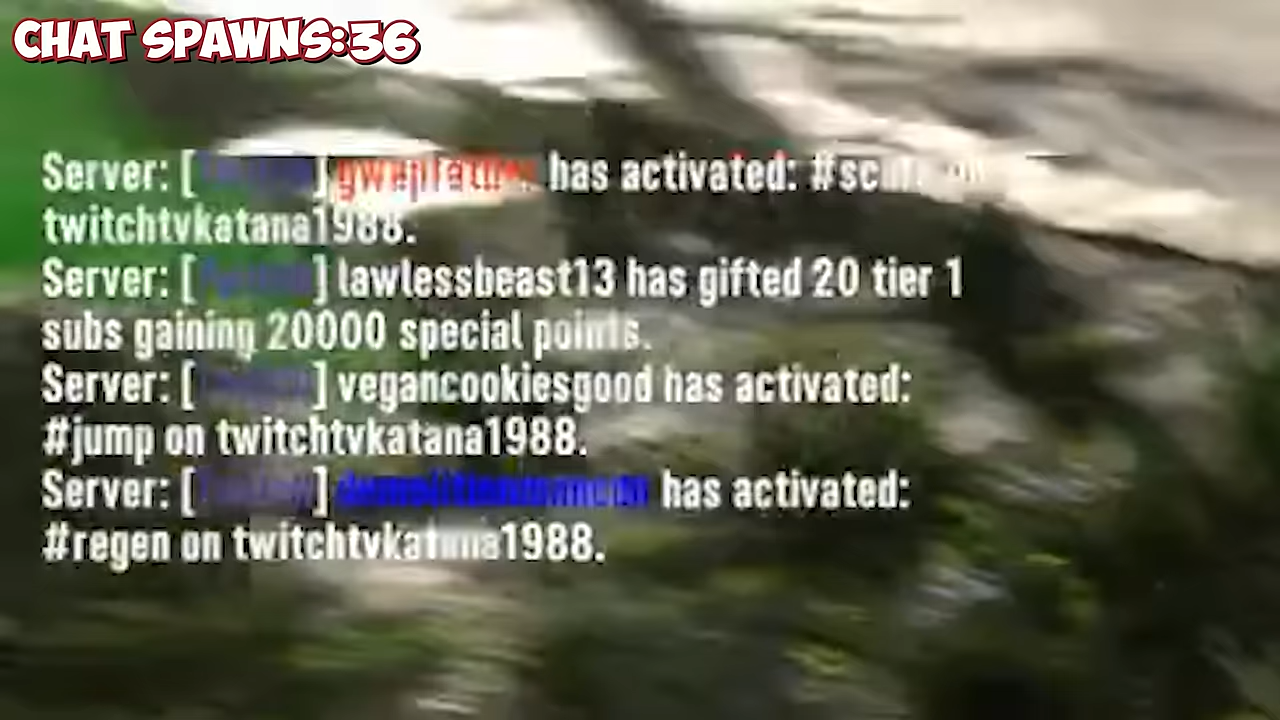 CHAT SPAWNS:36
Server: [ ] has activated:
twitchtvkatana1988.
Server: [ ] lawlessbeast13 has gifted 20 tier 1
subs gaining 20000 special points.
Server: [ ] vegancookiesgood has activated:
#jump on twitchtvkatana1988.
Server: [ ] has activated:
#regen on twitchtvkatana1988.